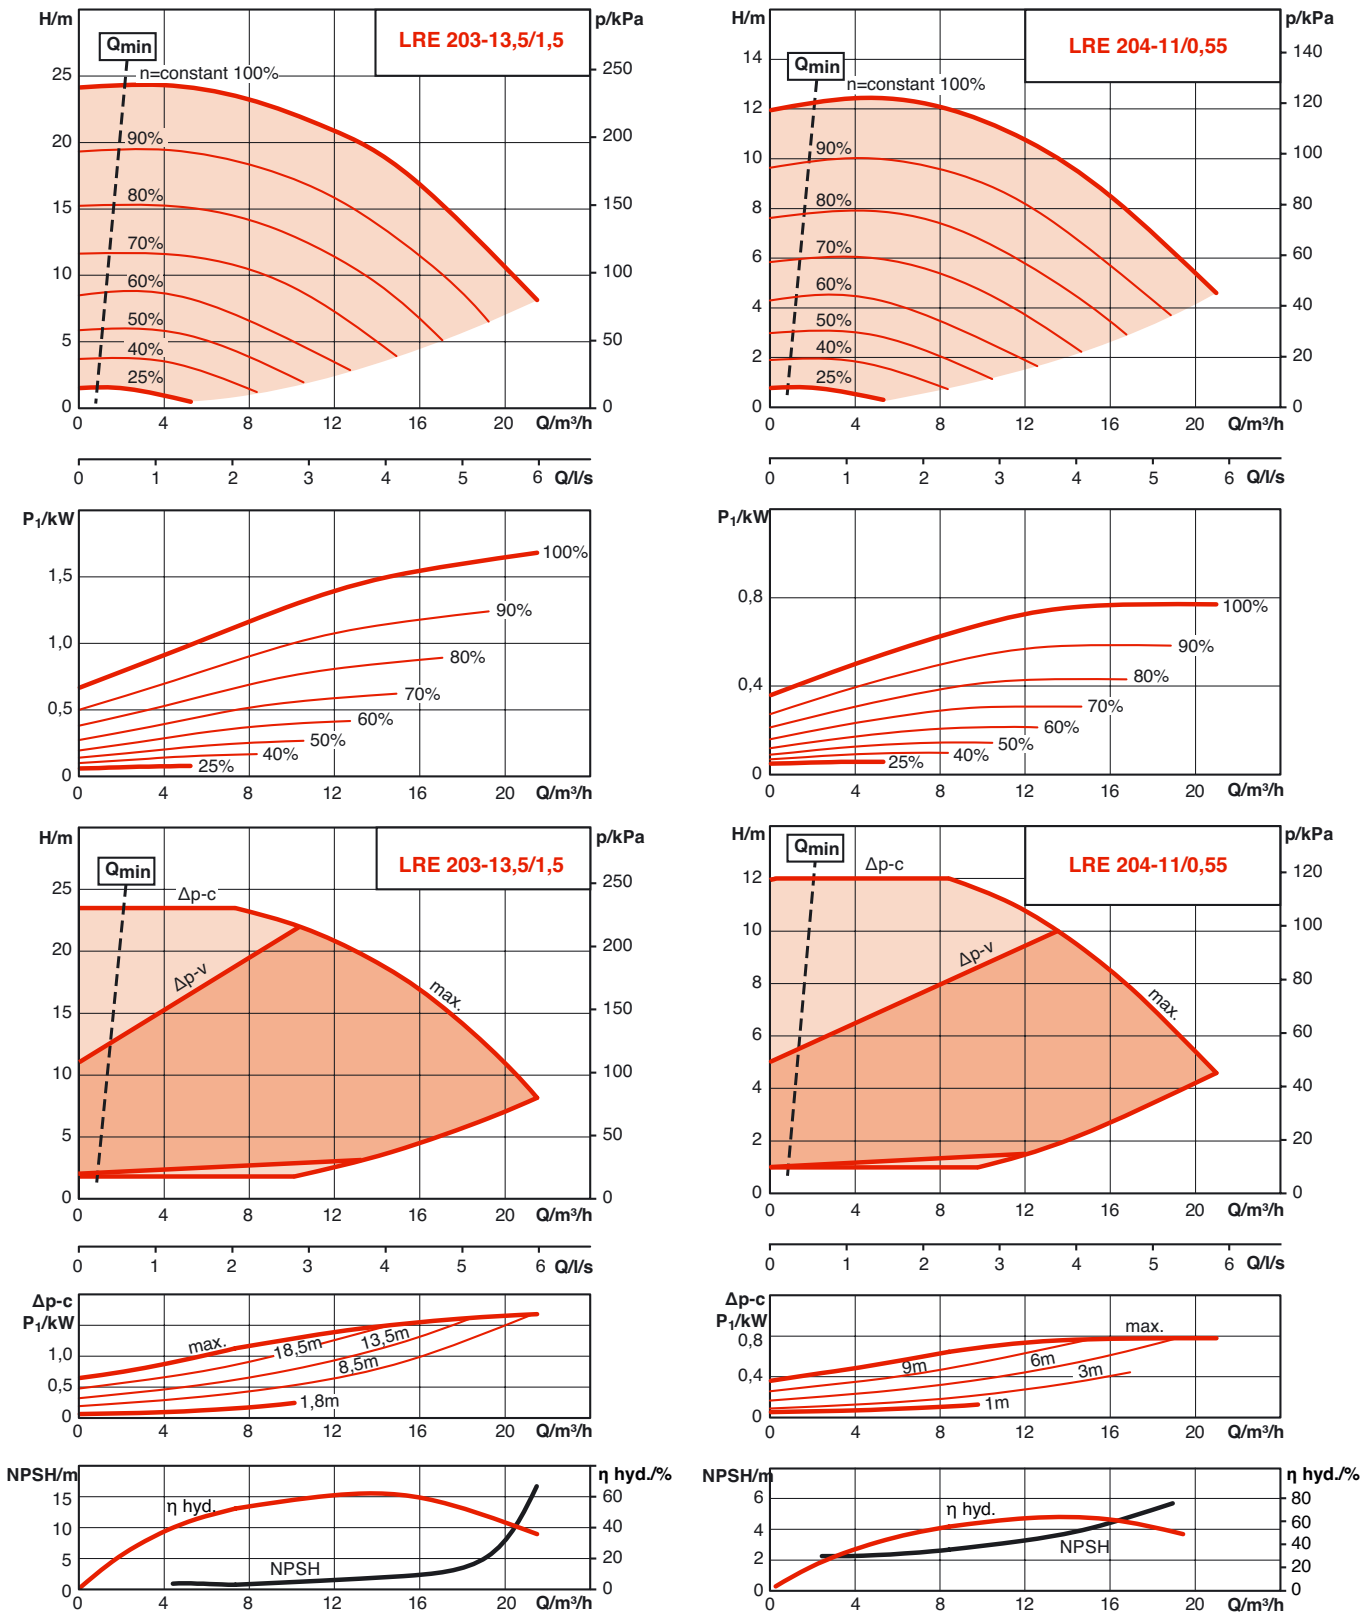 H/m
p/kPa
LRE 203-13,5/1,5
Qmin
n=constant 100%
90%
80%
70%
60%
50%
40%
25%
25
20
15
10
5
0
250
200
150
100
50
0
0 4 8 12 16 20 Q/m³/h
0 1 2 3 4 5 6 Q/l/s
P1/kW
1,5
1,0
0,5
0
100%
90%
80%
70%
60%
50%
40%
25%
0 4 8 12 16 20 Q/m³/h
H/m
p/kPa
LRE 203-13,5/1,5
Qmin
Δp-c
Δp-v
max.
25
20
15
10
5
0
250
200
150
100
50
0
0 4 8 12 16 20 Q/m³/h
0 1 2 3 4 5 6 Q/l/s
Δp-c
P1/kW
1,0
0,5
0
max.
18,5m
13,5m
8,5m
1,8m
0 4 8 12 16 20 Q/m³/h
NPSH/m
η hyd./%
15
10
5
0
60
40
20
0
η hyd.
NPSH
0 4 8 12 16 20 Q/m³/h
H/m
p/kPa
LRE 204-11/0,55
Qmin
n=constant 100%
90%
80%
70%
60%
50%
40%
25%
14
12
10
8
6
4
2
0
140
120
100
80
60
40
20
0
0 4 8 12 16 20 Q/m³/h
0 1 2 3 4 5 6 Q/l/s
P1/kW
0,8
0,4
0
100%
90%
80%
70%
60%
50%
40%
25%
0 4 8 12 16 20 Q/m³/h
H/m
p/kPa
LRE 204-11/0,55
Qmin
Δp-c
Δp-v
max.
12
10
8
6
4
2
0
120
100
80
60
40
20
0
0 4 8 12 16 20 Q/m³/h
0 1 2 3 4 5 6 Q/l/s
Δp-c
P1/kW
0,8
0,4
0
max.
9m
6m
3m
1m
0 4 8 12 16 20 Q/m³/h
NPSH/m
η hyd./%
6
4
2
0
80
60
40
20
0
η hyd.
NPSH
0 4 8 12 16 20 Q/m³/h